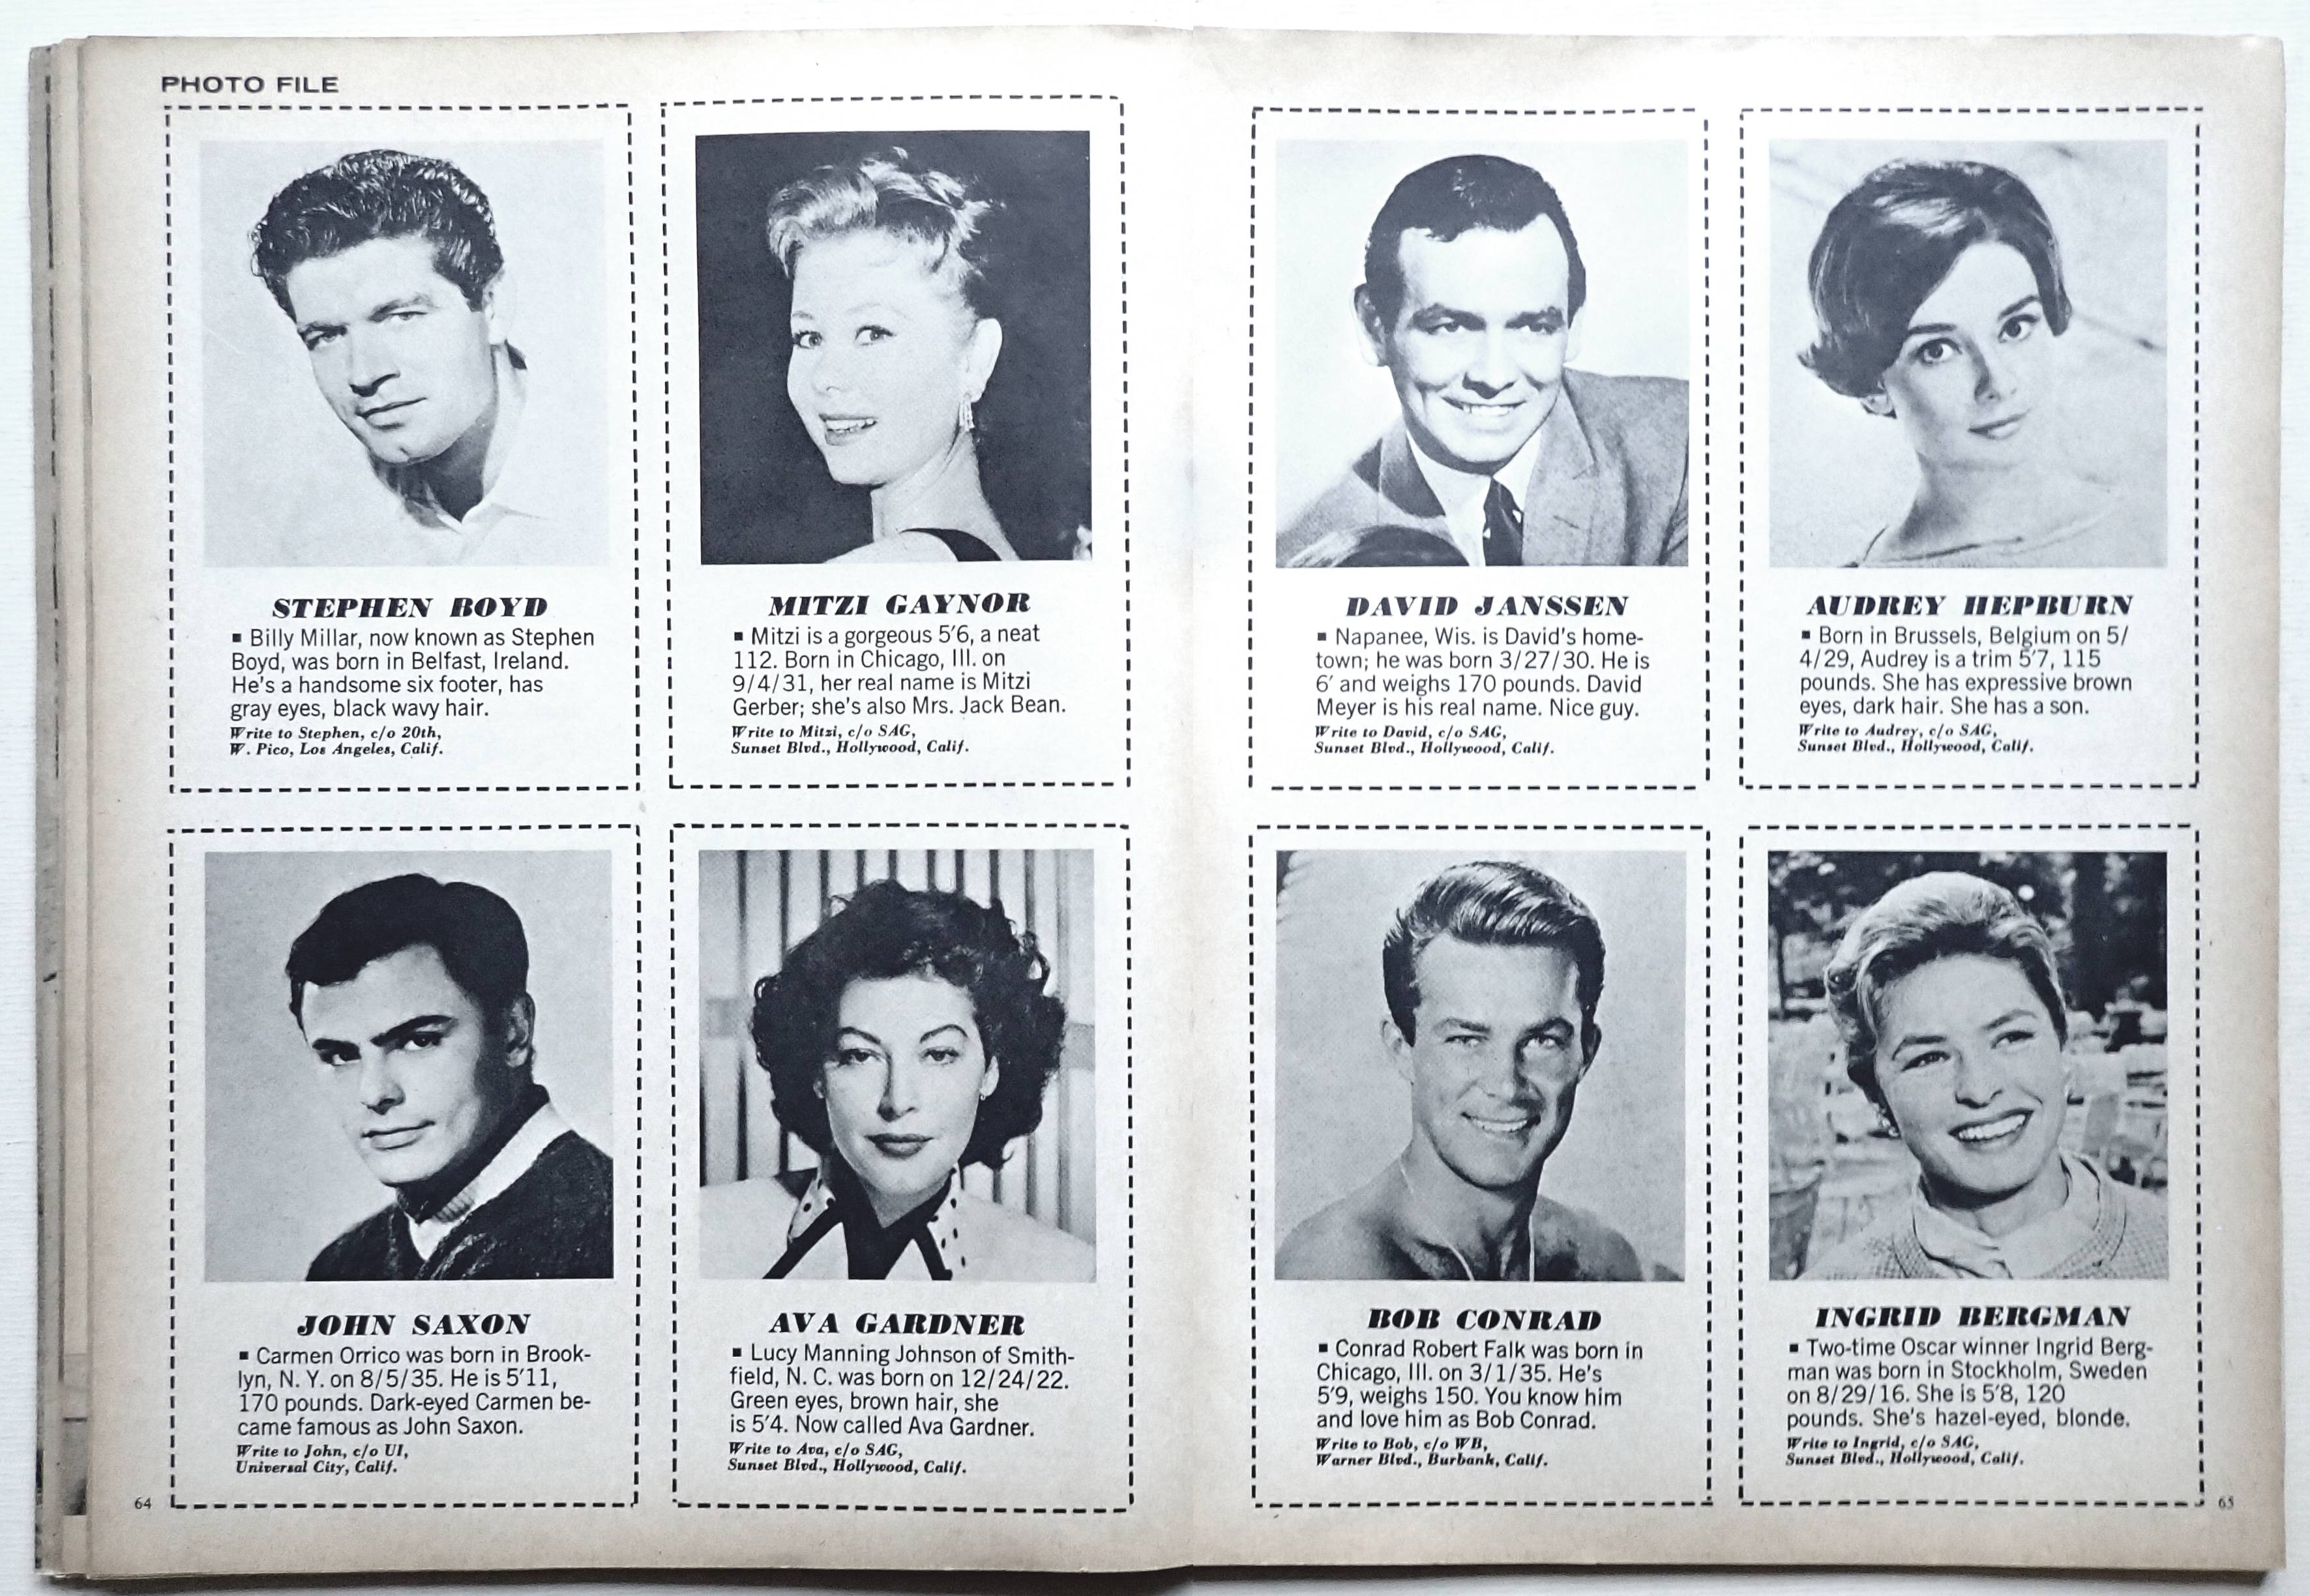 PHOTO FILE
STEPHEN BOYD
▪ Billy Millar, now known as Stephen
Boyd, was born in Belfast, Ireland.
He's a handsome six footer, has
gray eyes, black wavy hair.
Write to Stephen, c/o 20th,
W. Pico, Los Angeles, Calif.
MITZI GAYNOR
▪ Mitzi is a gorgeous 5'6, a neat
112. Born in Chicago, Ill. on
9/4/31, her real name is Mitzi
Gerber; she's also Mrs. Jack Bean.
Write to Mitzi, c/o SAG,
Sunset Blvd., Hollywood, Calif.
JOHN SAXON
▪ Carmen Orrico was born in Brook-
lyn, N. Y. on 8/5/35. He is 5'11,
170 pounds. Dark-eyed Carmen be-
came famous as John Saxon.
Write to John, c/o UI,
Universal City, Calif.
AVA GARDNER
▪ Lucy Manning Johnson of Smith-
field, N. C. was born on 12/24/22.
Green eyes, brown hair, she
is 5'4. Now called Ava Gardner.
Write to Ava, c/o SAG,
Sunset Blvd., Hollywood, Calif.
64
DAVID JANSSEN
▪ Napanee, Wis. is David's home-
town; he was born 3/27/30. He is
6' and weighs 170 pounds. David
Meyer is his real name. Nice guy.
Write to David, c/o SAG,
Sunset Blvd., Hollywood, Calif.
AUDREY HEPBURN
▪ Born in Brussels, Belgium on 5/
4/29, Audrey is a trim 5'7, 115
pounds. She has expressive brown
eyes, dark hair. She has a son.
Write to Audrey, c/o SAG,
Sunset Blvd., Hollywood, Calif.
BOB CONRAD
▪ Conrad Robert Falk was born in
Chicago, Ill. on 3/1/35. He's
5'9, weighs 150. You know him
and love him as Bob Conrad.
Write to Bob, c/o WB,
Warner Blvd., Burbank, Calif.
INGRID BERGMAN
▪ Two-time Oscar winner Ingrid Berg-
man was born in Stockholm, Sweden
on 8/29/16. She is 5'8, 120
pounds. She's hazel-eyed, blonde.
Write to Ingrid, c/o SAG,
Sunset Blvd., Hollywood, Calif.
65